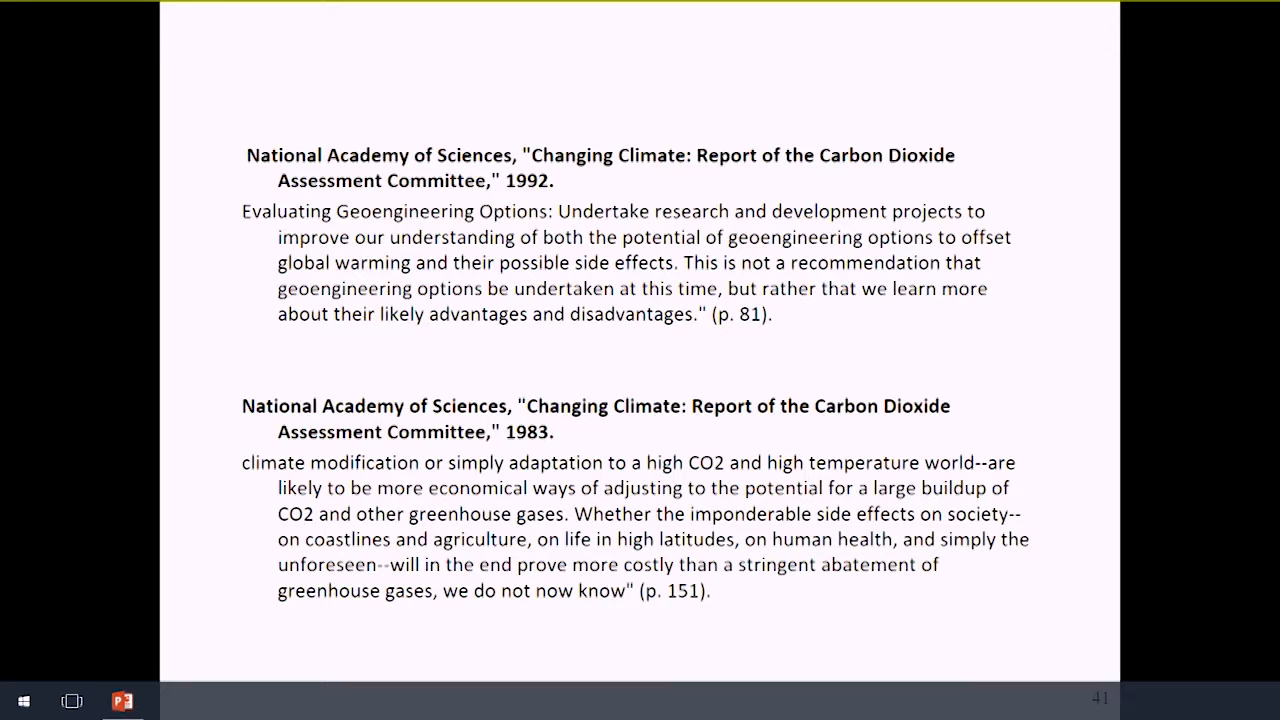 National Academy of Sciences, "Changing Climate: Report of the Carbon Dioxide
Assessment Committee," 1992.
Evaluating Geoengineering Options: Undertake research and development projects to
improve our understanding of both the potential of geoengineering options to offset
global warming and their possible side effects. This is not a recommendation that
geoengineering options be undertaken at this time, but rather that we learn more
about their likely advantages and disadvantages." (p. 81).
National Academy of Sciences, "Changing Climate: Report of the Carbon Dioxide
Assessment Committee," 1983.
climate modification or simply adaptation to a high CO2 and high temperature world--are
likely to be more economical ways of adjusting to the potential for a large buildup of
CO2 and other greenhouse gases. Whether the imponderable side effects on society--
on coastlines and agriculture, on life in high latitudes, on human health, and simply the
unforeseen--will in the end prove more costly than a stringent abatement of
greenhouse gases, we do not now know" (p. 151).
41